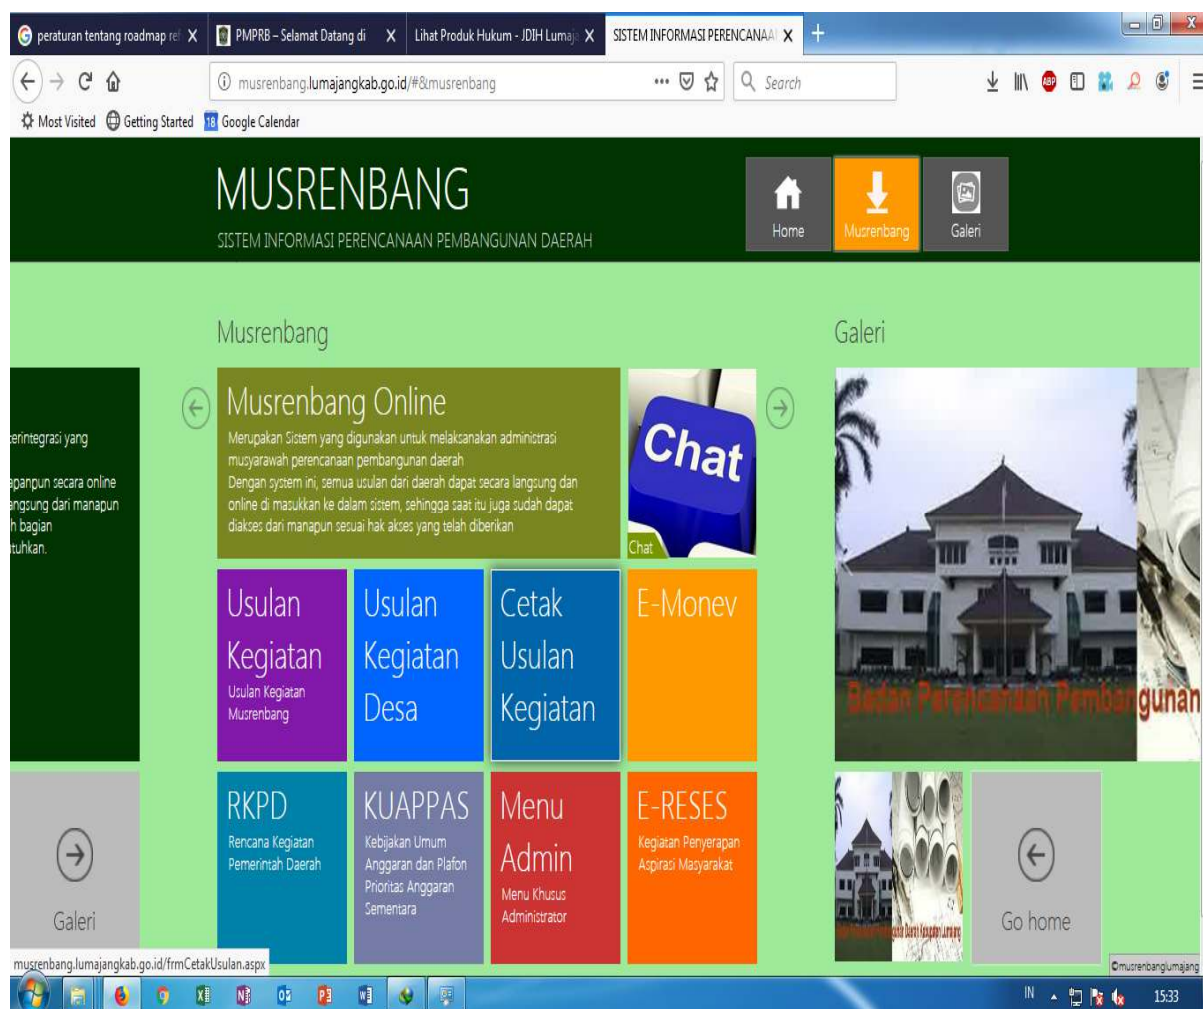 peraturan tentang roadmap ref
PMPRB – Selamat Datang di
Lihat Produk Hukum - JDIH Lumaja
SISTEM INFORMASI PERENCANAA
musrenbang.lumajangkab.go.id/#&musrenbang
Search
ABP
Most Visited
Getting Started
18 Google Calendar
MUSRENBANG
SISTEM INFORMASI PERENCANAAN PEMBANGUNAN DAERAH
Home
Musrenbang
Galeri
Musrenbang
Galeri
erintegrasi yang
apanpun secara online
angsung dari manapun
h bagian
tuhkan.
Musrenbang Online
Merupakan Sistem yang digunakan untuk melaksanakan administrasi
musyawarah perencanaan pembangunan daerah
Dengan system ini, semua usulan dari daerah dapat secara langsung dan
online di masukkan ke dalam sistem, sehingga saat itu juga sudah dapat
diakses dari manapun sesuai hak akses yang telah diberikan
Chat
Chat
Usulan
Kegiatan
Usulan Kegiatan
Musrenbang
Usulan
Kegiatan
Desa
Cetak
Usulan
Kegiatan
E-Monev
Badan Perencanaan Pembangunan
RKPD
Rencana Kegiatan
Pemerintah Daerah
KUAPPAS
Kebijakan Umum
Anggaran dan Plafon
Prioritas Anggaran
Sementara
Menu
Admin
Menu Khusus
Administrator
E-RESES
Kegiatan Penyerapan
Aspirasi Masyarakat
Galeri
Go home
musrenbang.lumajangkab.go.id/frmCetakUsulan.aspx
©musrenbanglumajang
IN
15:33